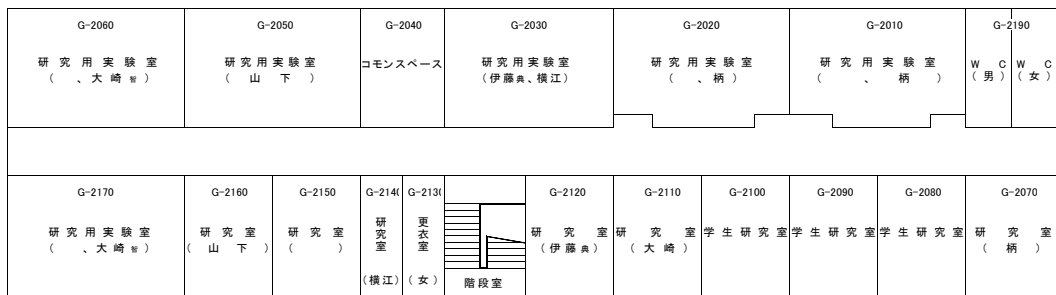 G-2060
研究用実験室
( 、大崎智)
G-2050
研究用実験室
(山下)
G-2040
コモンスペース
G-2030
研究用実験室
(伊藤典、横江)
G-2020
研究用実験室
( 、柄)
G-2010
研究用実験室
( 、柄)
G-2190
WC
(男)
WC
(女)
G-2170
研究用実験室
( 、大崎智)
G-2160
研究室
(山下)
G-2150
研究室
( )
G-2140
研究室
(横江)
G-2130
更衣室
(女)
階段室
G-2120
研究室
(伊藤典)
G-2110
研究室
(大崎)
G-2100
学生研究室
G-2090
学生研究室
G-2080
学生研究室
G-2070
研究室
(柄)